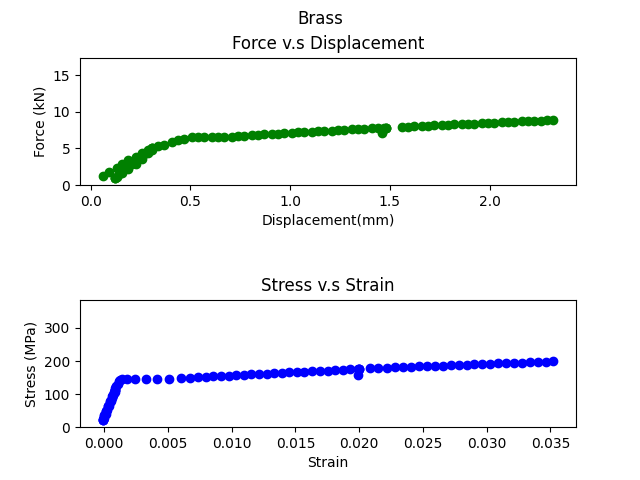 Brass
Force v.s Displacement
15
10
5
0
Force (kN)
0.0 0.5 1.0 1.5 2.0
Displacement(mm)
Stress v.s Strain
300
200
100
0
Stress (MPa)
0.000 0.005 0.010 0.015 0.020 0.025 0.030 0.035
Strain